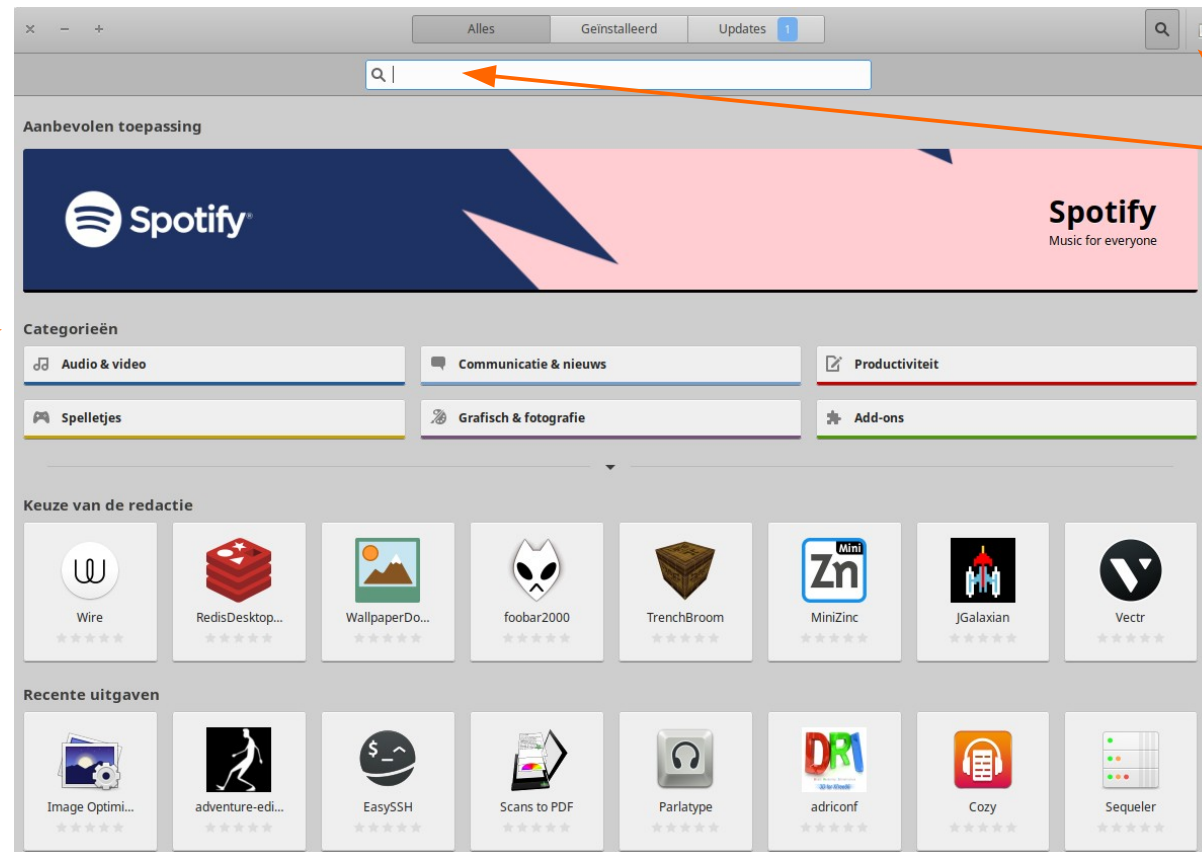 Alles Geïnstalleerd Updates 1
Aanbevolen toepassing
Spotify
Spotify
Music for everyone
Categorieën
Audio & video Communicatie & nieuws Productiviteit
Spelletjes Grafisch & fotografie Add-ons
Keuze van de redactie
Mini
Zn
Wire RedisDesktop... WallpaperDo... foobar2000 TrenchBroom MiniZinc JGalaxian Vectr
Recente uitgaven
$_
DRI
Image Optimi... adventure-edi... EasySSH Scans to PDF Parlatype adriconf Cozy Sequeler